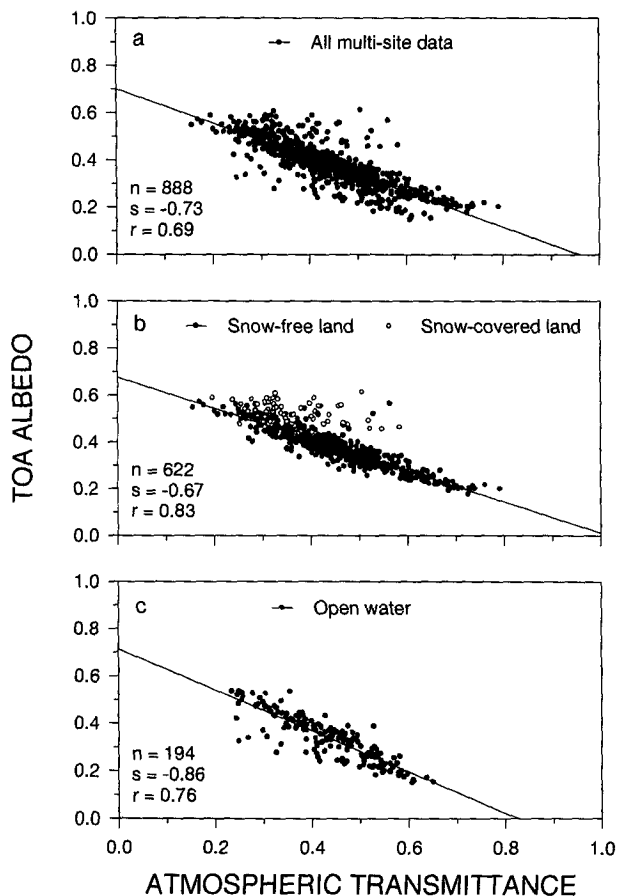 a
All multi-site data
1.0
0.8
0.6
0.4
0.2
0.0
n = 888
s = -0.73
r = 0.69
b
Snow-free land
Snow-covered land
1.0
0.8
0.6
0.4
0.2
0.0
n = 622
s = -0.67
r = 0.83
TOA ALBEDO
c
Open water
1.0
0.8
0.6
0.4
0.2
0.0
n = 194
s = -0.86
r = 0.76
0.0 0.2 0.4 0.6 0.8 1.0
ATMOSPHERIC TRANSMITTANCE